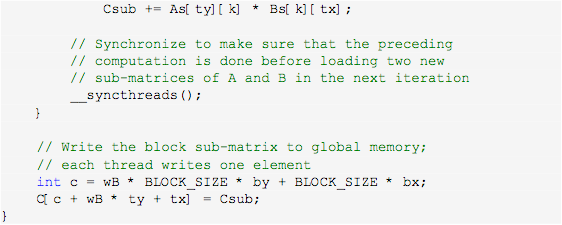 Csub += As[ty][k] * Bs[k][tx];
// Synchronize to make sure that the preceding
// computation is done before loading two new
// sub-matrices of A and B in the next iteration
__syncthreads();
}
// Write the block sub-matrix to global memory;
// each thread writes one element
int c = wB * BLOCK_SIZE * by + BLOCK_SIZE * bx;
C[c + wB * ty + tx] = Csub;
}